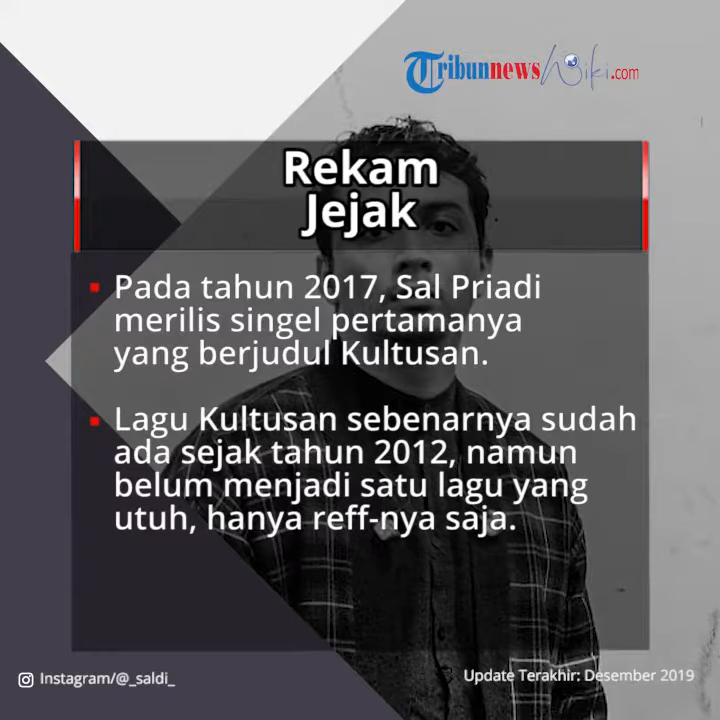 TribunnewsWiki.com
Rekam
Jejak
Pada tahun 2017, Sal Priadi
merilis singel pertamanya
yang berjudul Kultusan.
Lagu Kultusan sebenarnya sudah
ada sejak tahun 2012, namun
belum menjadi satu lagu yang
utuh, hanya reff-nya saja.
Instagram/@_saldi_
Update Terakhir: Desember 2019